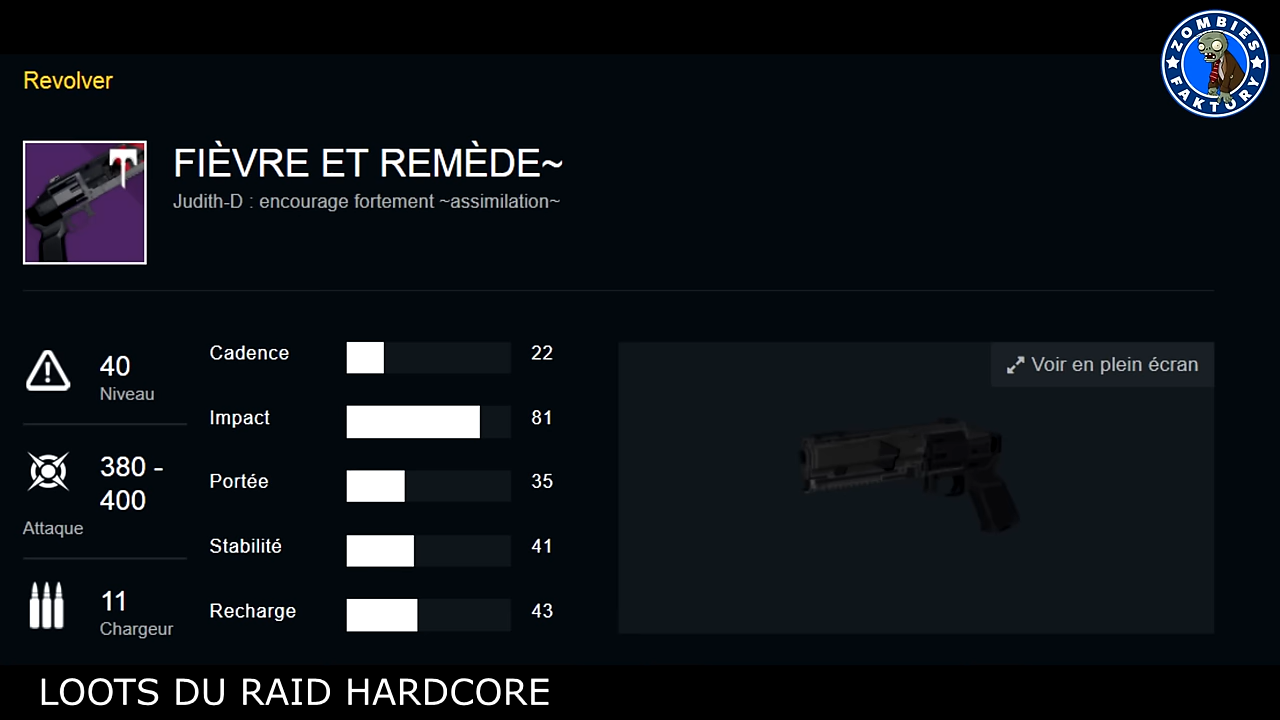 ZOMBIES
FAKTORY
Revolver
FIÈVRE ET REMÈDE~
Judith-D : encourage fortement ~assimilation~
40
Niveau
380 -
400
Attaque
11
Chargeur
Cadence 22
Impact 81
Portée 35
Stabilité 41
Recharge 43
Voir en plein écran
LOOTS DU RAID HARDCORE